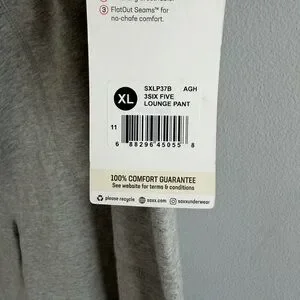 3 FlatOut Seams™ for
no-chafe comfort.
XL
SXLP37B AGH
3SIX FIVE
LOUNGE PANT
11
6 88296 45055 8
100% COMFORT GUARANTEE
See website for terms & conditions
please recycle saxx.com saxxunderwear